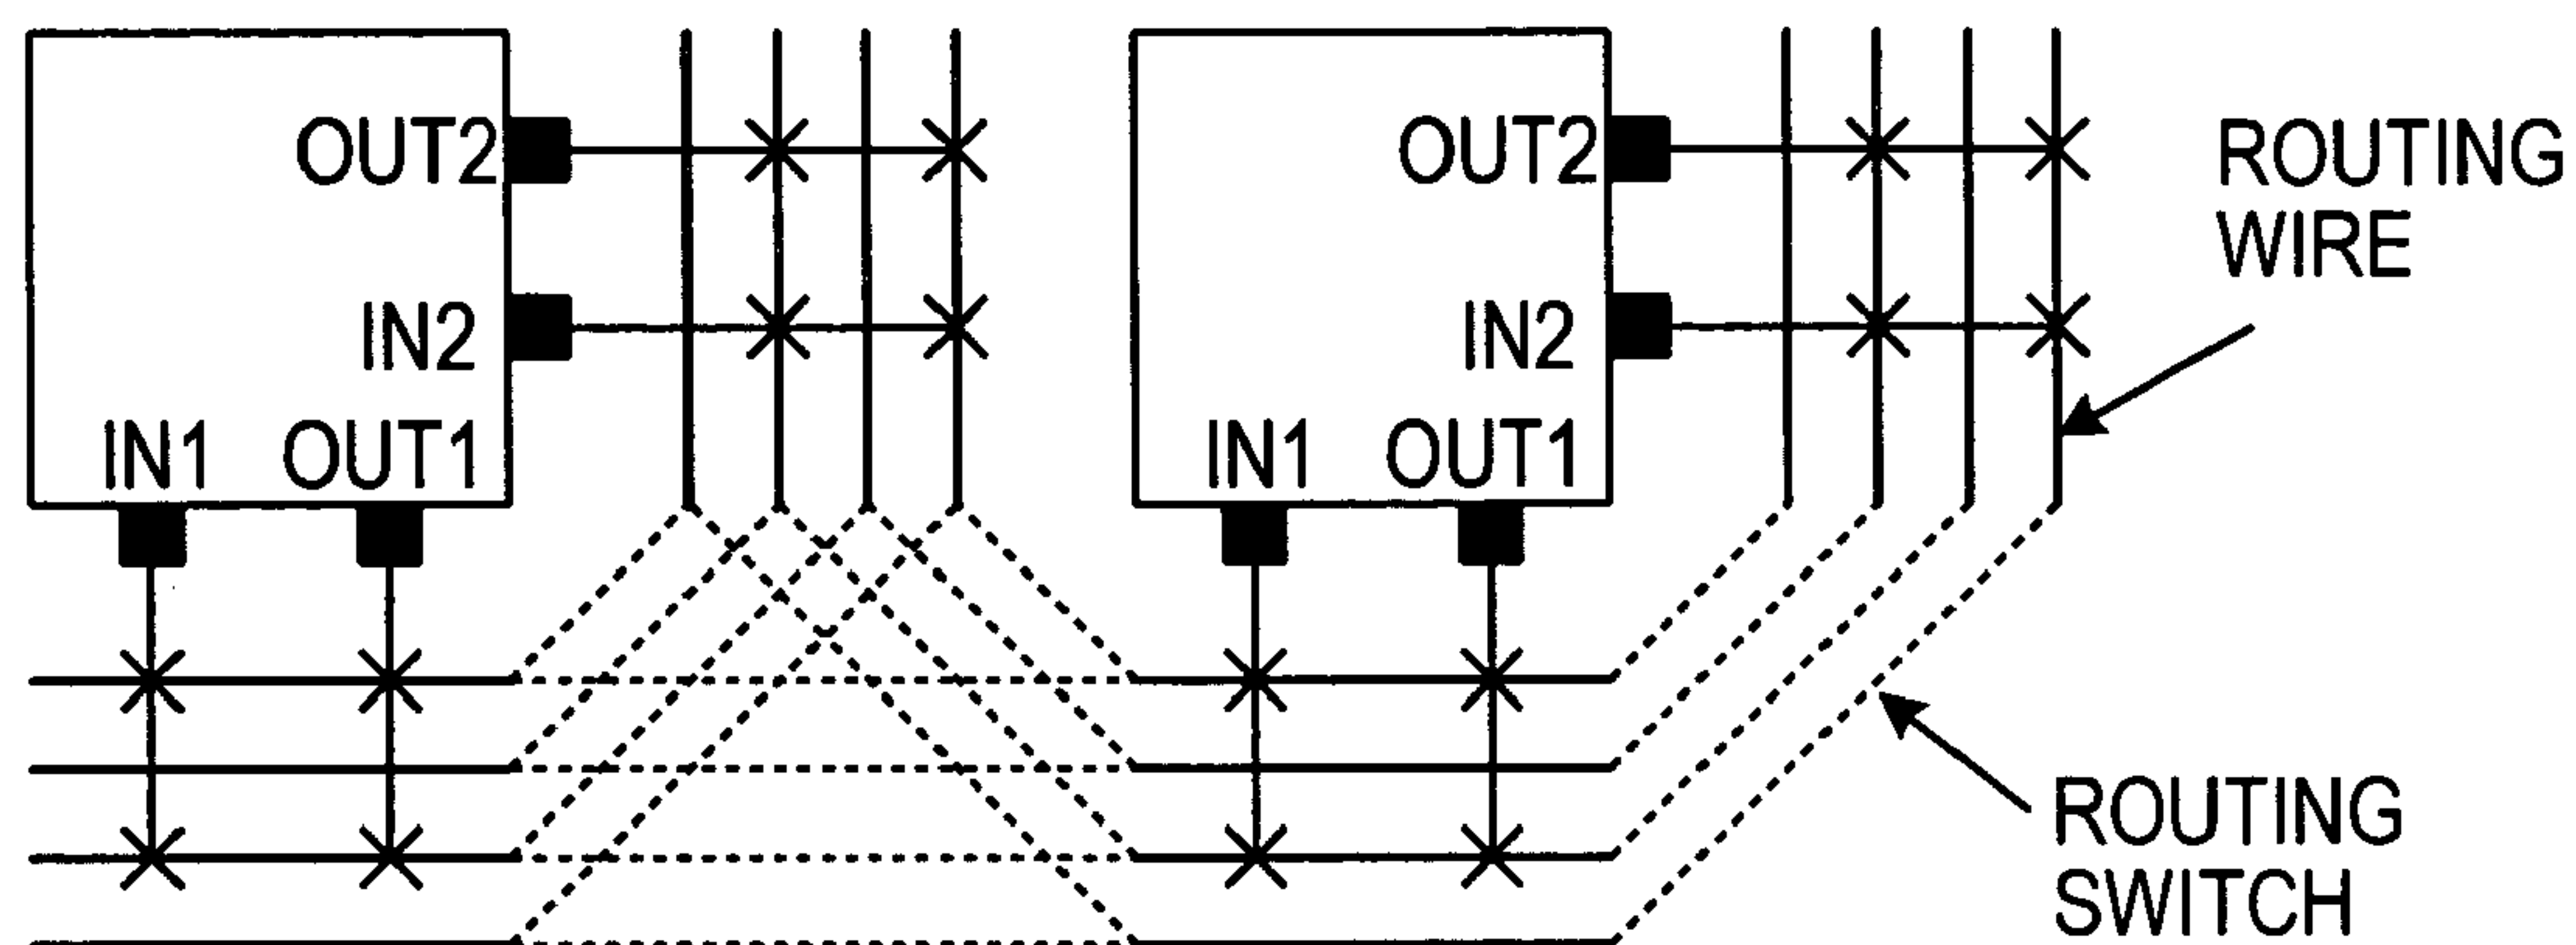 OUT2
IN2
IN1 OUT1
OUT2
IN2
IN1 OUT1
ROUTING
WIRE
ROUTING
SWITCH